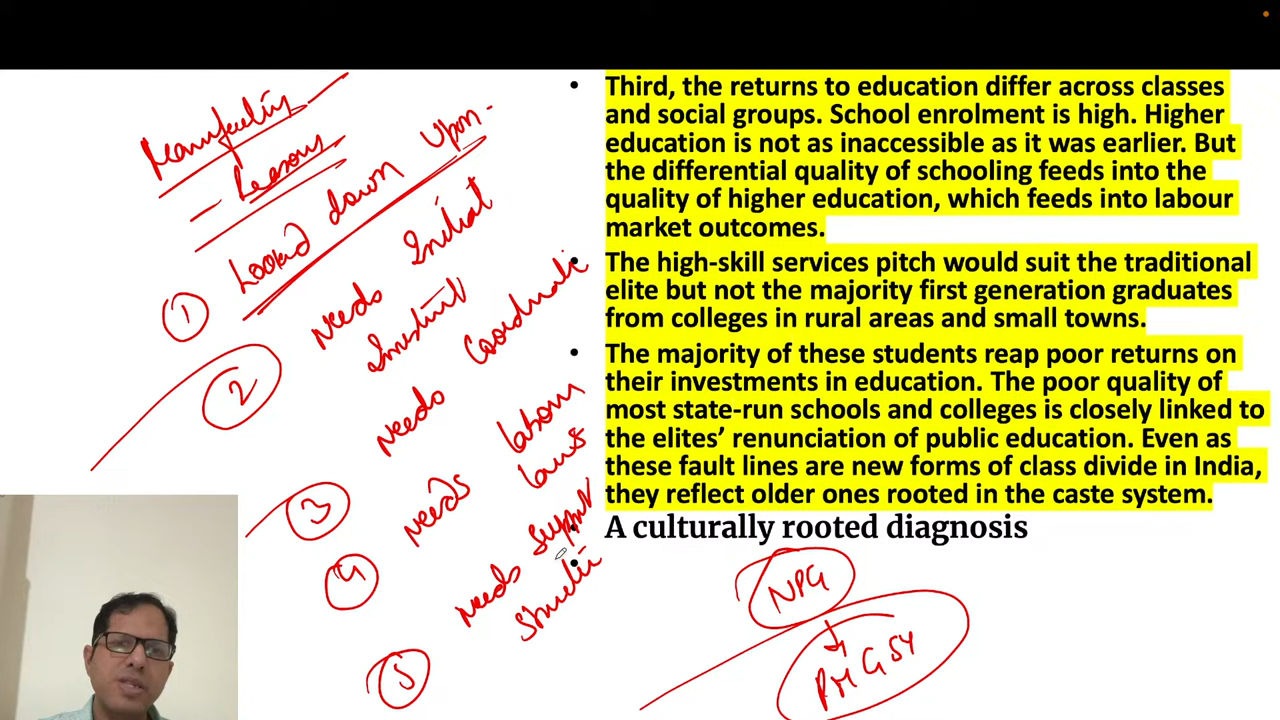 Manufacturing
- Reasons
① Looked down upon.
② needs Initial
Investment
③ needs Coordinati
④ needs labour
laws
⑤ needs support
structu
• Third, the returns to education differ across classes
and social groups. School enrolment is high. Higher
education is not as inaccessible as it was earlier. But
the differential quality of schooling feeds into the
quality of higher education, which feeds into labour
market outcomes.
• The high-skill services pitch would suit the traditional
elite but not the majority first generation graduates
from colleges in rural areas and small towns.
• The majority of these students reap poor returns on
their investments in education. The poor quality of
most state-run schools and colleges is closely linked to
the elites’ renunciation of public education. Even as
these fault lines are new forms of class divide in India,
they reflect older ones rooted in the caste system.
• A culturally rooted diagnosis
•
NPG
PMGSY